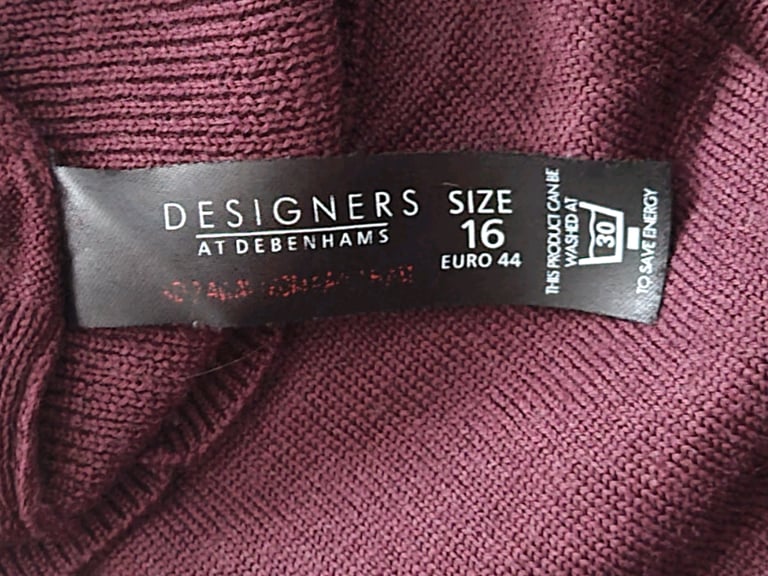 DESIGNERS
AT DEBENHAMS
SIZE
16
EURO 44
THIS PRODUCT CAN BE
WASHED AT
30
TO SAVE ENERGY